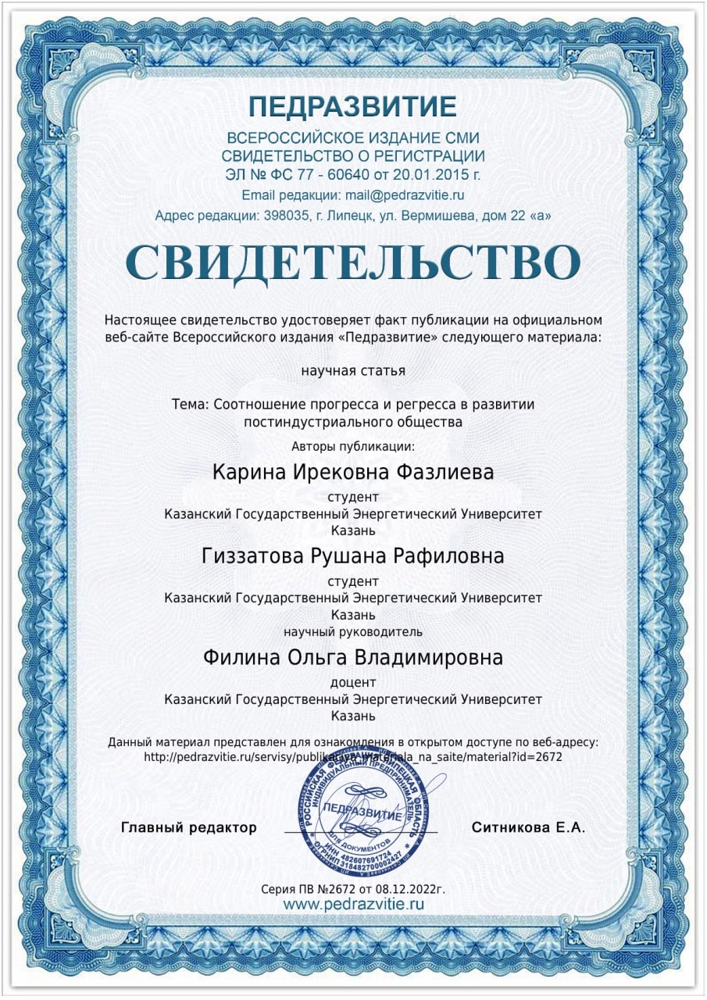 ПЕДРАЗВИТИЕ
ВСЕРОССИЙСКОЕ ИЗДАНИЕ СМИ
СВИДЕТЕЛЬСТВО О РЕГИСТРАЦИИ
ЭЛ № ФС 77 - 60640 от 20.01.2015 г.
Email редакции: mail@pedrazvitie.ru
Адрес редакции: 398035, г. Липецк, ул. Вермишева, дом 22 «а»
СВИДЕТЕЛЬСТВО
Настоящее свидетельство удостоверяет факт публикации на официальном
веб-сайте Всероссийского издания «Педразвитие» следующего материала:
научная статья
Тема: Соотношение прогресса и регресса в развитии
постиндустриального общества
Авторы публикации:
Карина Ирековна Фазлиева
студент
Казанский Государственный Энергетический Университет
Казань
Гиззатова Рушана Рафиловна
студент
Казанский Государственный Энергетический Университет
Казань
научный руководитель
Филина Ольга Владимировна
доцент
Казанский Государственный Энергетический Университет
Казань
Данный материал представлен для ознакомления в открытом доступе по веб-адресу:
http://pedrazvitie.ru/servisy/publikaciya_materiala_na_saite/material?id=2672
РОССИЙСКАЯ ФЕДЕРАЦИЯ ЛИПЕЦКАЯ ОБЛАСТЬ
ИНДИВИДУАЛЬНЫЙ ПРЕДПРИНИМАТЕЛЬ
ПЕДРАЗВИТИЕ
ДЛЯ ДОКУМЕНТОВ
ИНН 482607691724
ОГРНИП 318482700002427
Главный редактор
Ситникова Е.А.
Серия ПВ №2672 от 08.12.2022г.
www.pedrazvitie.ru